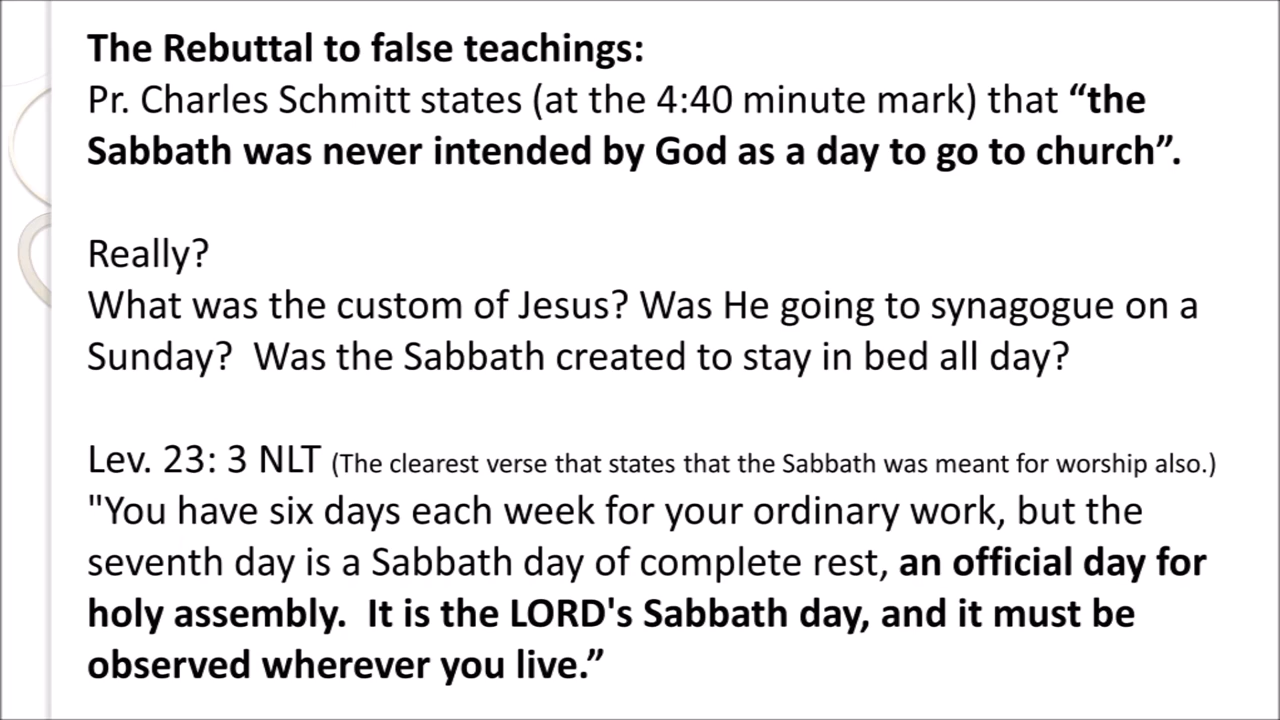 The Rebuttal to false teachings:
Pr. Charles Schmitt states (at the 4:40 minute mark) that “the
Sabbath was never intended by God as a day to go to church”.
Really?
What was the custom of Jesus? Was He going to synagogue on a
Sunday?  Was the Sabbath created to stay in bed all day?
Lev. 23: 3 NLT (The clearest verse that states that the Sabbath was meant for worship also.)
"You have six days each week for your ordinary work, but the
seventh day is a Sabbath day of complete rest, an official day for
holy assembly.  It is the LORD's Sabbath day, and it must be
observed wherever you live.”